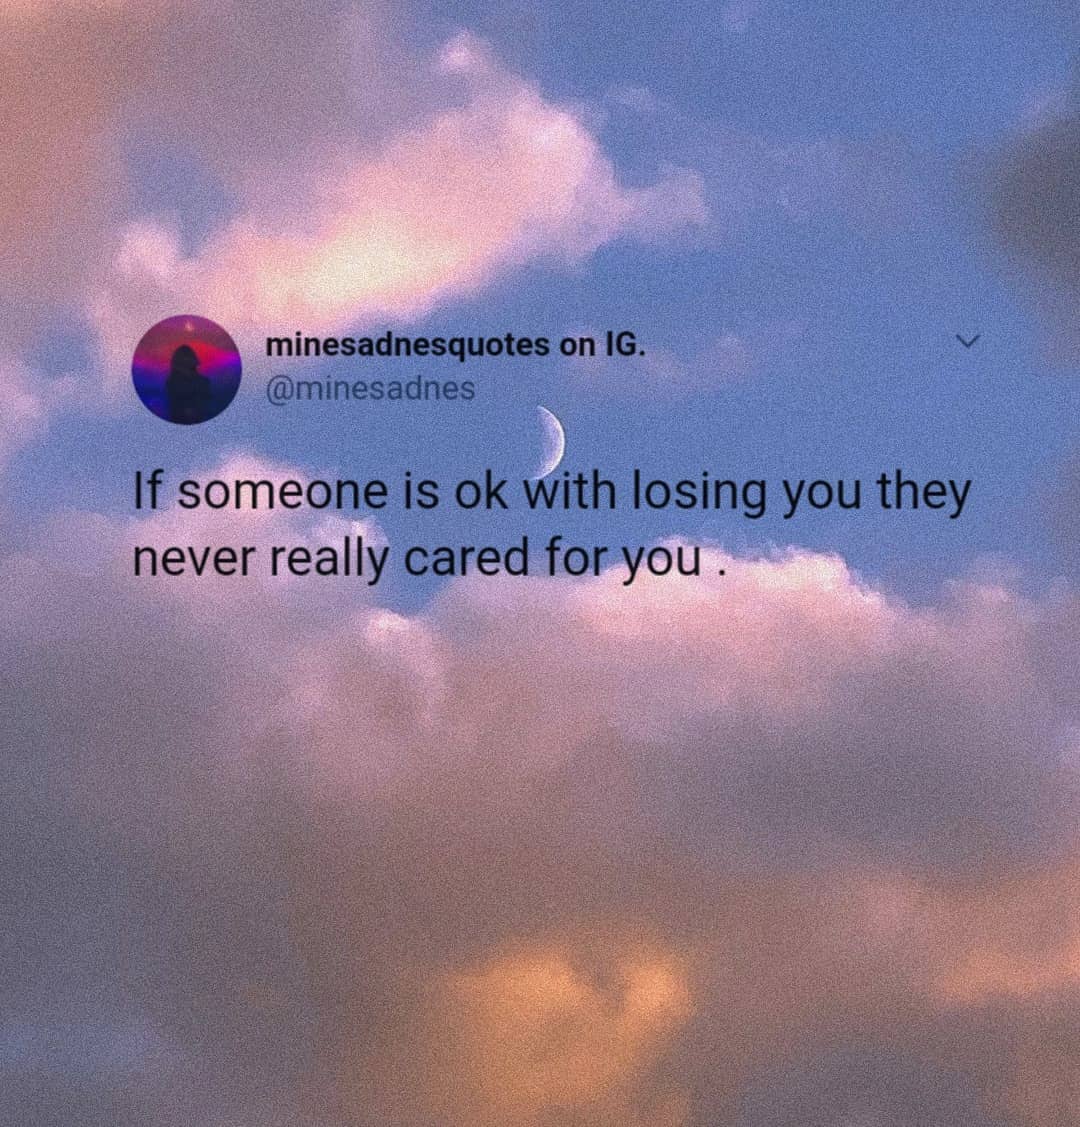 minesadnesquotes on IG.
@minesadnes
If someone is ok with losing you they
never really cared for you .